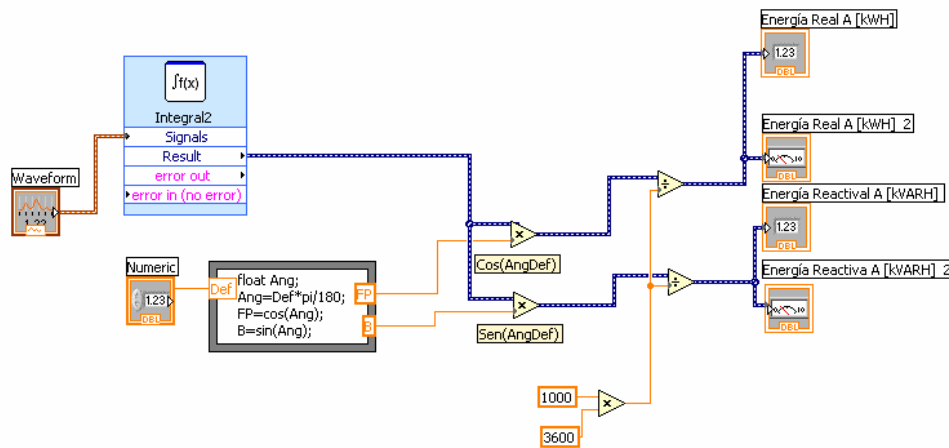 Energía Real A [kWH]
1.23
DBL
∫f(x)
Integral2
Signals
Result
error out
error in (no error)
Energía Real A [KWH] 2
DBL
Waveform
1.23
Energía Reactival A [kVARH]
1.23
DBL
Cos(AngDef)
Numeric
1.23
DBL
Def
float Ang;
Ang=Def*pi/180;
FP=cos(Ang);
B=sin(Ang);
FP
B
Energía Reactiva A [kVARH] 2
DBL
Sen(AngDef)
1000
3600